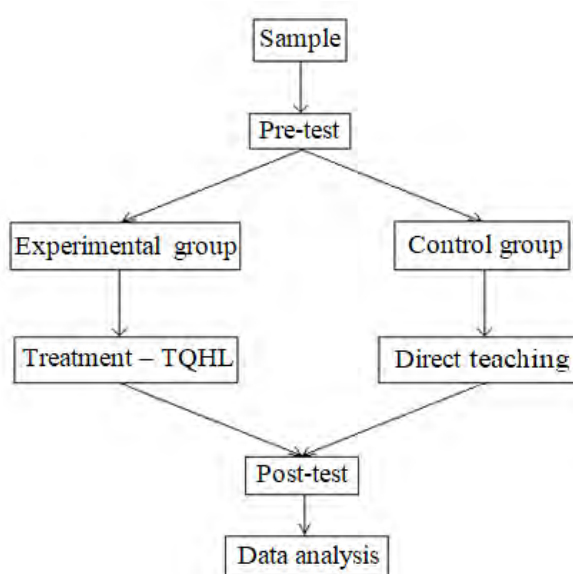 Sample
Pre-test
Experimental group
Control group
Treatment – TQHL
Direct teaching
Post-test
Data analysis